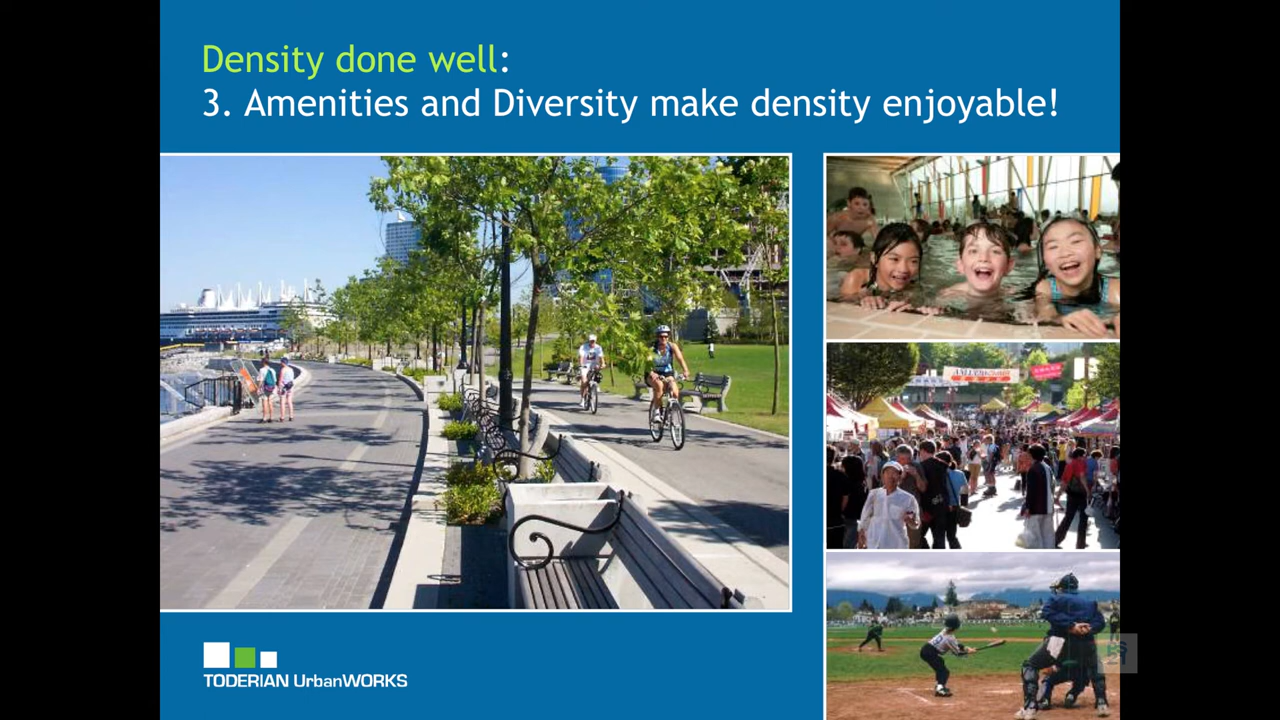 Density done well:
3. Amenities and Diversity make density enjoyable!
TODERIAN UrbanWORKS